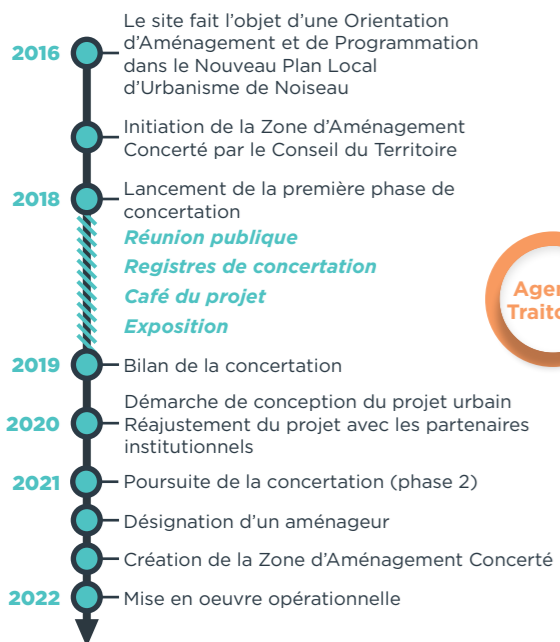 2016
Le site fait l'objet d'une Orientation
d'Aménagement et de Programmation
dans le Nouveau Plan Local
d'Urbanisme de Noiseau
Initiation de la Zone d'Aménagement
Concerté par le Conseil du Territoire
2018
Lancement de la première phase de
concertation
Réunion publique
Registres de concertation
Café du projet
Exposition
2019
Bilan de la concertation
2020
Démarche de conception du projet urbain
Réajustement du projet avec les partenaires
institutionnels
2021
Poursuite de la concertation (phase 2)
Désignation d'un aménageur
Création de la Zone d'Aménagement Concerté
2022
Mise en oeuvre opérationnelle